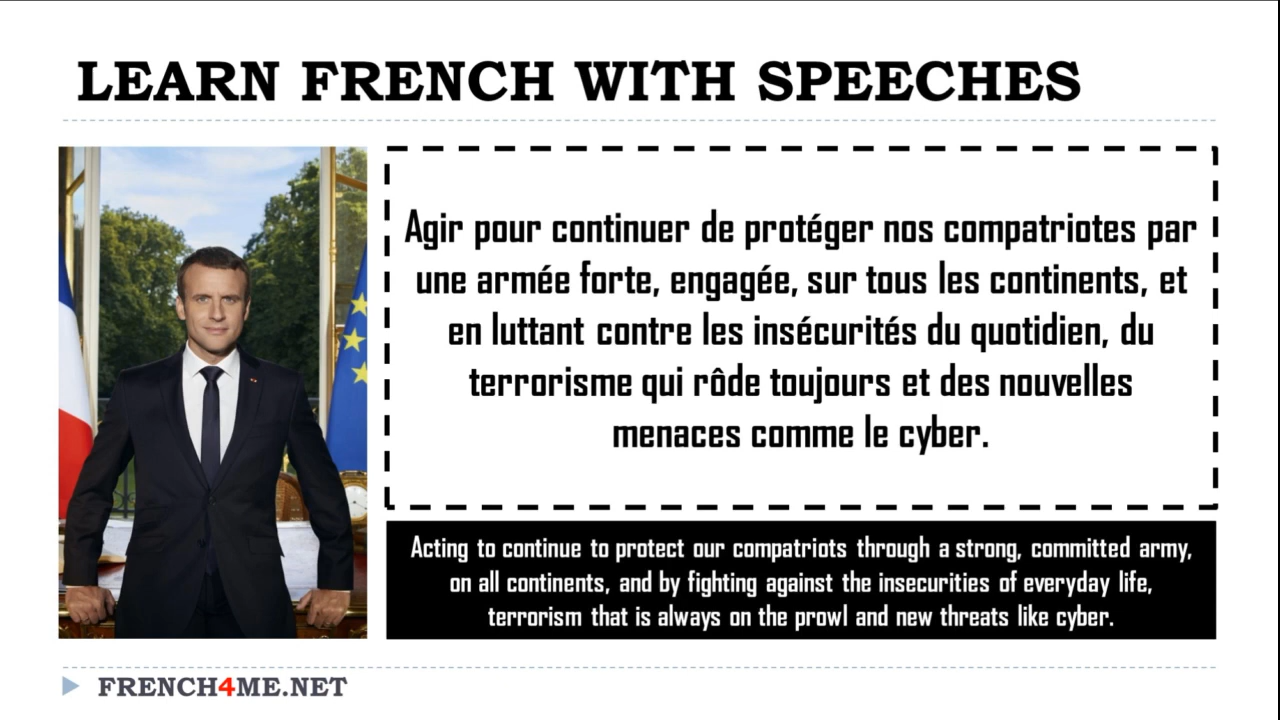 LEARN FRENCH WITH SPEECHES
Agir pour continuer de protéger nos compatriotes par
une armée forte, engagée, sur tous les continents, et
en luttant contre les insécurités du quotidien, du
terrorisme qui rôde toujours et des nouvelles
menaces comme le cyber.
Acting to continue to protect our compatriots through a strong, committed army,
on all continents, and by fighting against the insecurities of everyday life,
terrorism that is always on the prowl and new threats like cyber.
FRENCH4ME.NET